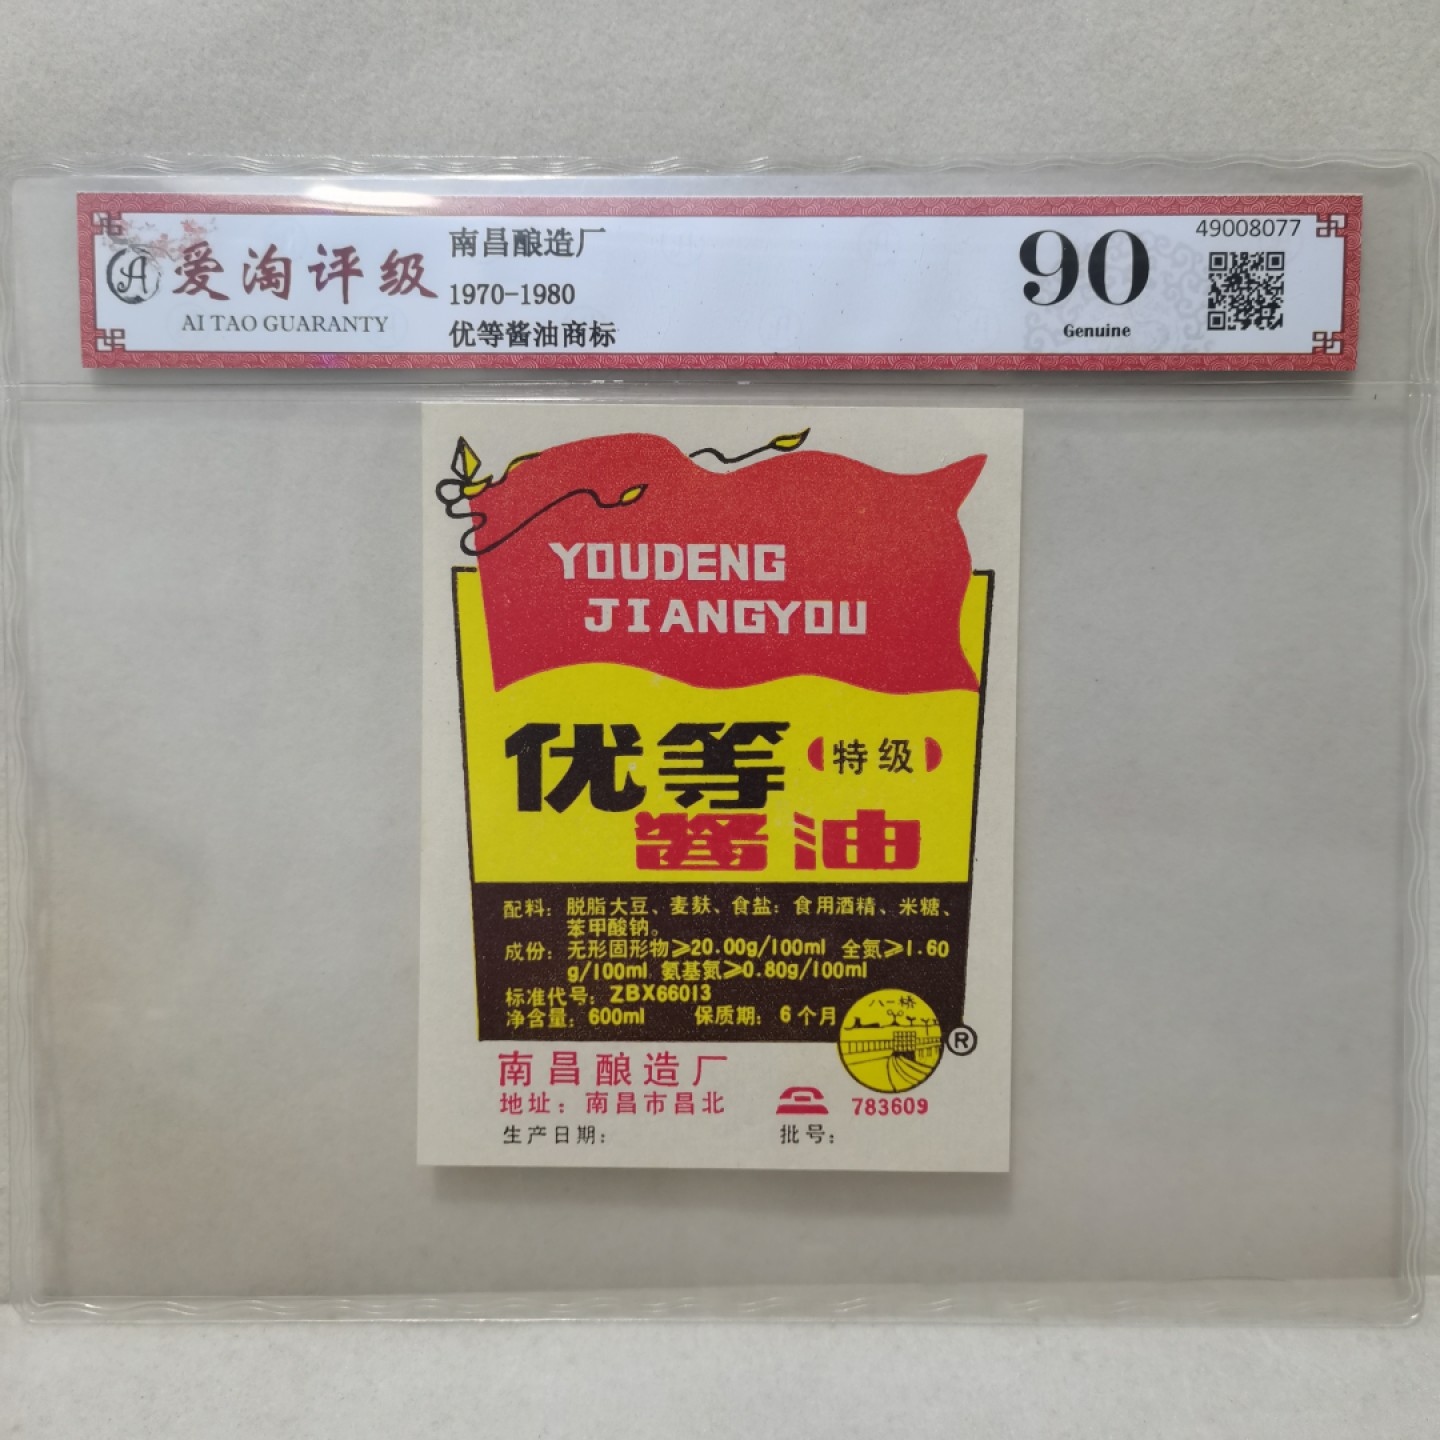 爱淘评级
AI TAO GUARANTY
南昌酿造厂
1970-1980
优等酱油商标
90
Genuine
49008077
YOUDENG
JIANGYOU
优等
特级
醬油
配料：脱脂大豆、麦麸、食盐：食用酒精、米糖、
苯甲酸钠。
成份：无形固形物≥20.00g/100ml 全氮≥1.60
g/100ml 氨基氮≥0.80g/100ml
标准代号：ZBX66013
净含量：600ml 保质期：6个月
八一桥
®
南昌酿造厂
地址：南昌市昌北
783609
生产日期：
批号：